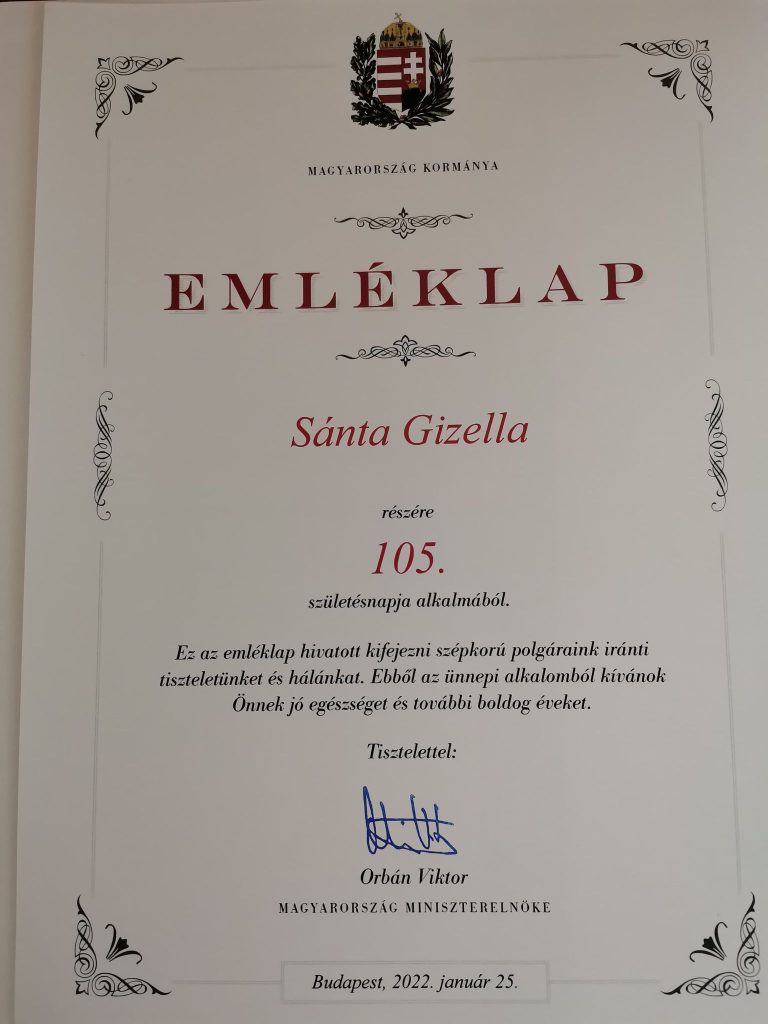 MAGYARORSZÁG KORMÁNYA
EMLÉKLAP
Sánta Gizella
részére
105.
születésnapja alkalmából.
Ez az emléklap hivatott kifejezni szépkorú polgáraink iránti
tiszteletünket és hálánkat. Ebből az ünnepi alkalomból kívánok
Önnek jó egészséget és további boldog éveket.
Tisztelettel:
Orbán Viktor
MAGYARORSZÁG MINISZTERELNÖKE
Budapest, 2022. január 25.